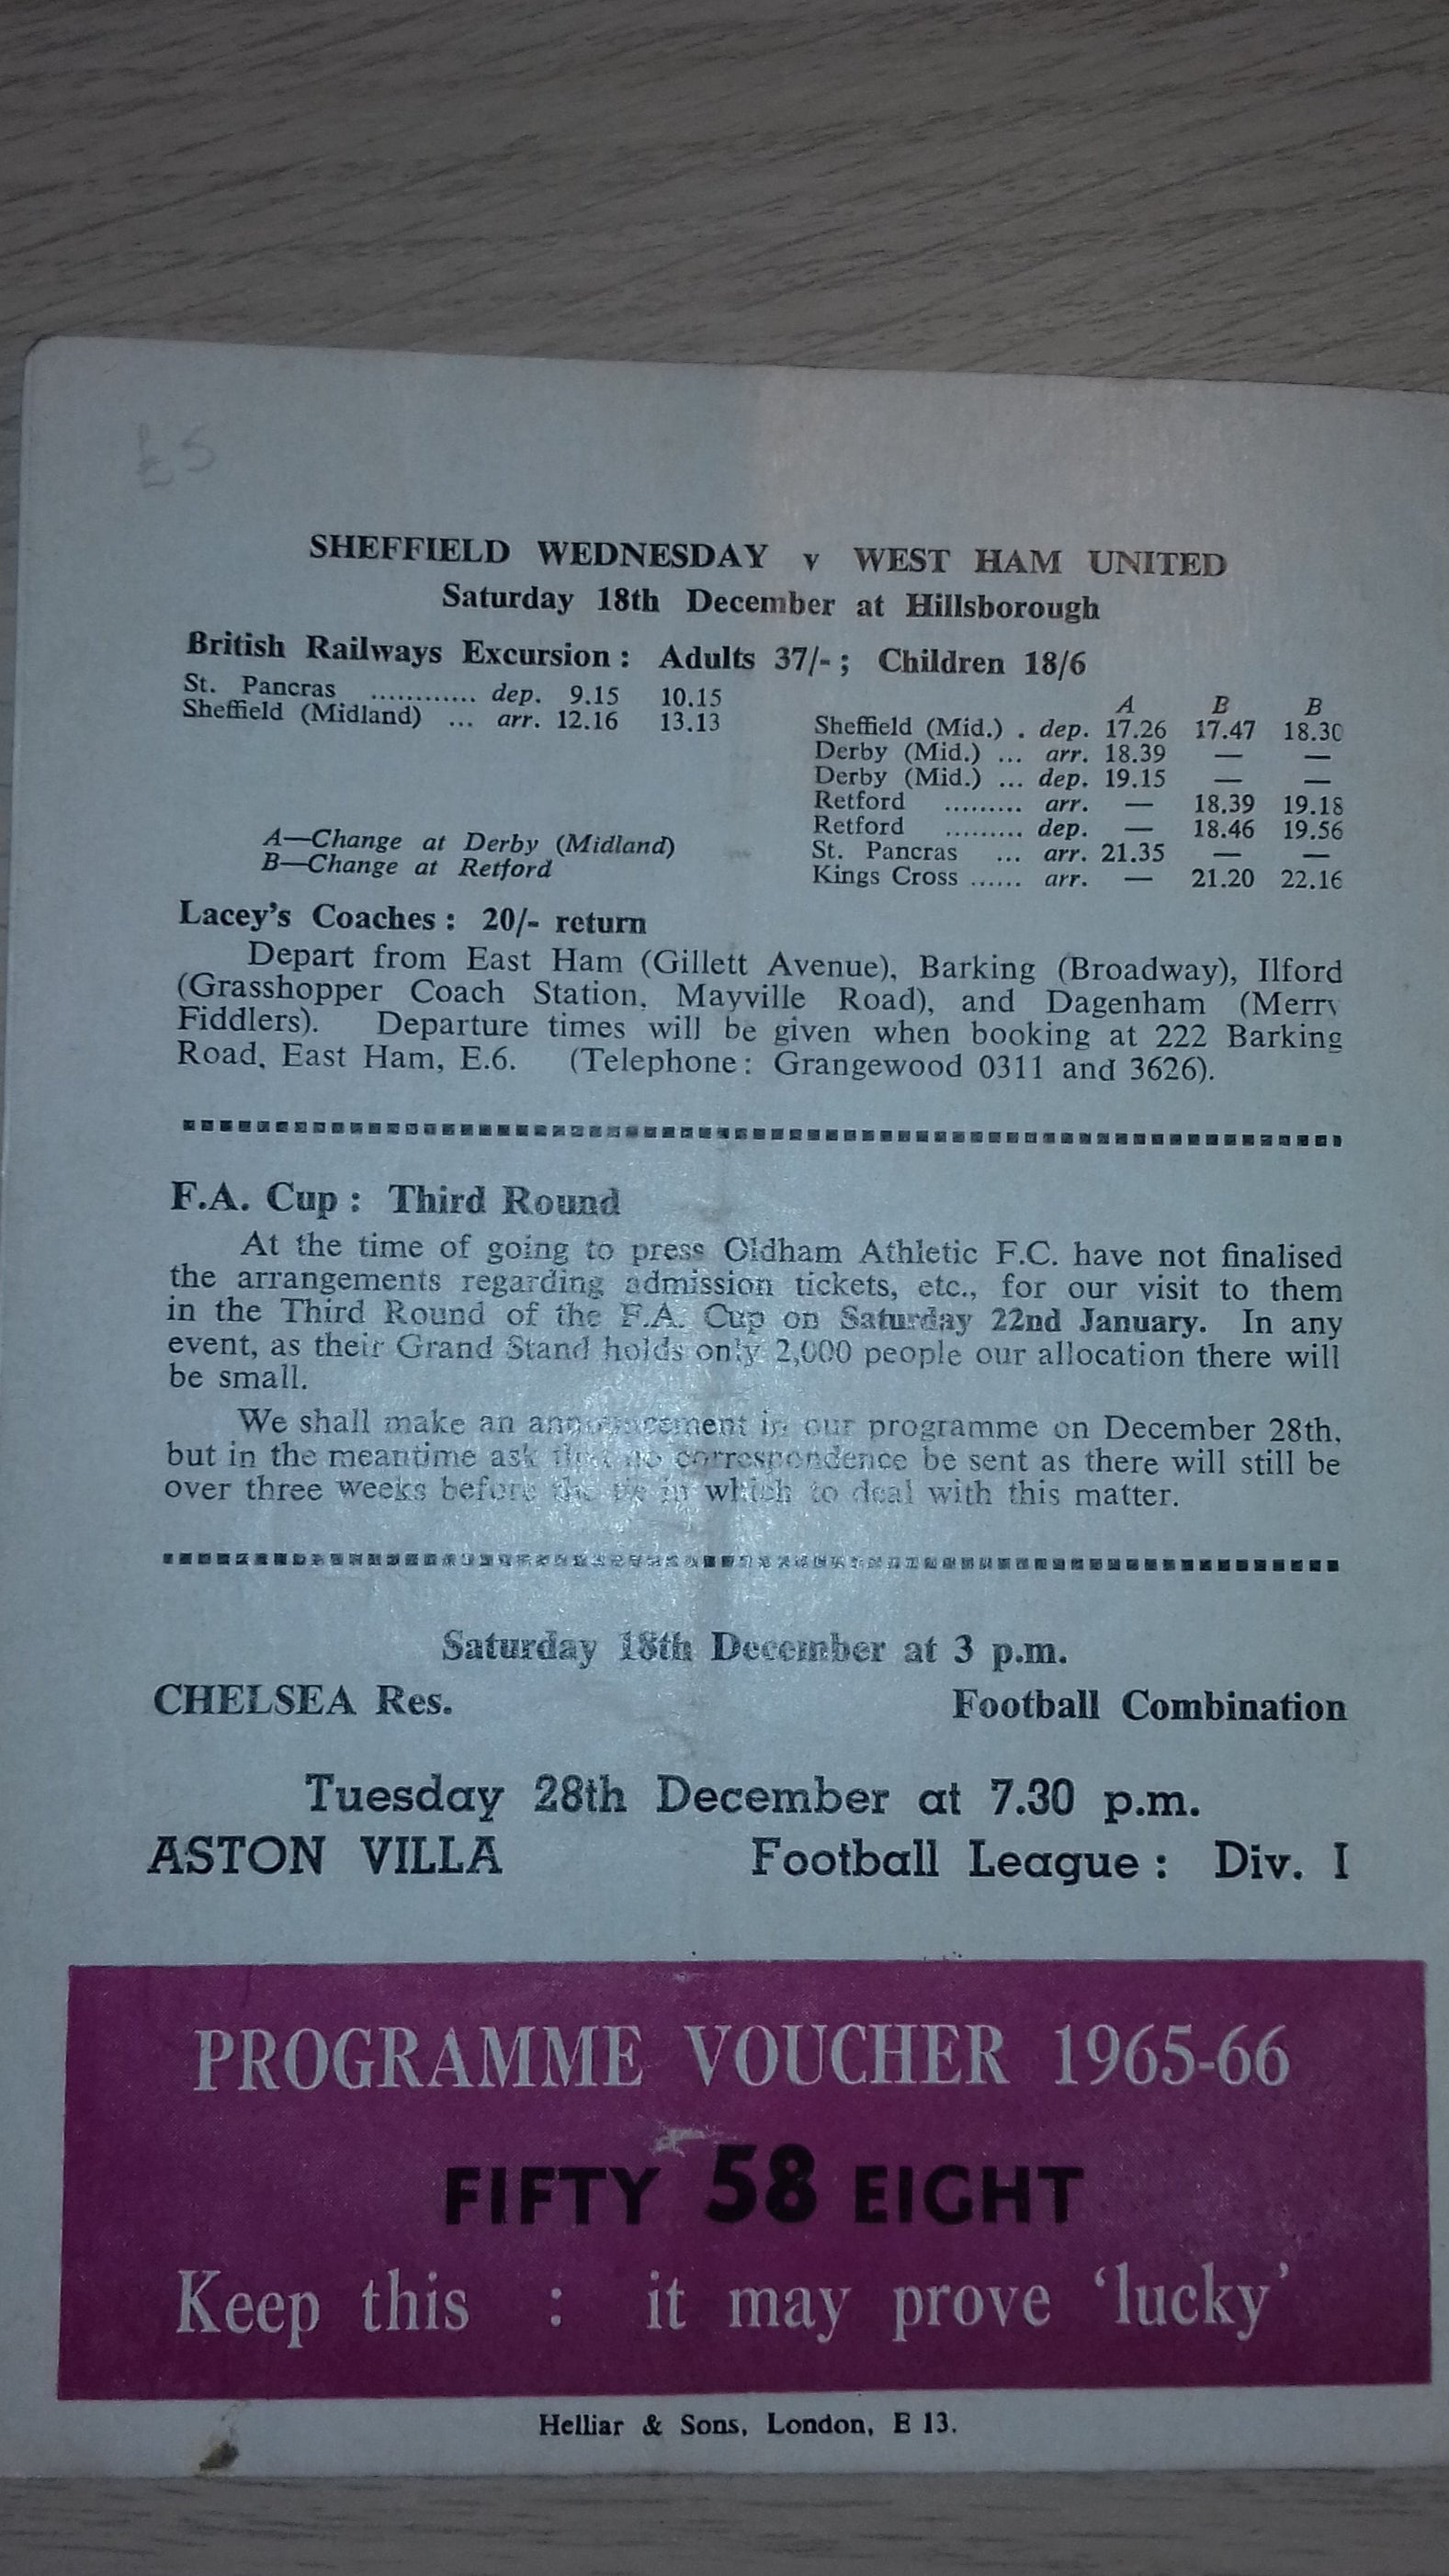 £5
SHEFFIELD WEDNESDAY v WEST HAM UNITED
Saturday 18th December at Hillsborough
British Railways Excursion : Adults 37/- ; Children 18/6
St. Pancras ............ dep. 9.15 10.15
Sheffield (Midland) ... arr. 12.16 13.13
A B B
Sheffield (Mid.) . dep. 17.26 17.47 18.30
Derby (Mid.) ... arr. 18.39 — —
Derby (Mid.) ... dep. 19.15 — —
Retford ......... arr. — 18.39 19.18
Retford ......... dep. — 18.46 19.56
St. Pancras ... arr. 21.35 — —
Kings Cross ...... arr. — 21.20 22.16
A—Change at Derby (Midland)
B—Change at Retford
Lacey's Coaches : 20/- return
Depart from East Ham (Gillett Avenue), Barking (Broadway), Ilford
(Grasshopper Coach Station, Mayville Road), and Dagenham (Merry
Fiddlers). Departure times will be given when booking at 222 Barking
Road, East Ham, E.6. (Telephone : Grangewood 0311 and 3626).
F.A. Cup : Third Round
At the time of going to press Oldham Athletic F.C. have not finalised
the arrangements regarding admission tickets, etc., for our visit to them
in the Third Round of the F.A. Cup on Saturday 22nd January. In any
event, as their Grand Stand holds only 2,000 people our allocation there will
be small.
We shall make an announcement in our programme on December 28th,
but in the meantime ask that no correspondence be sent as there will still be
over three weeks before the tie in which to deal with this matter.
Saturday 18th December at 3 p.m.
CHELSEA Res. Football Combination
Tuesday 28th December at 7.30 p.m.
ASTON VILLA Football League : Div. I
PROGRAMME VOUCHER 1965-66
FIFTY 58 EIGHT
Keep this : it may prove 'lucky'
Helliar & Sons, London, E 13.